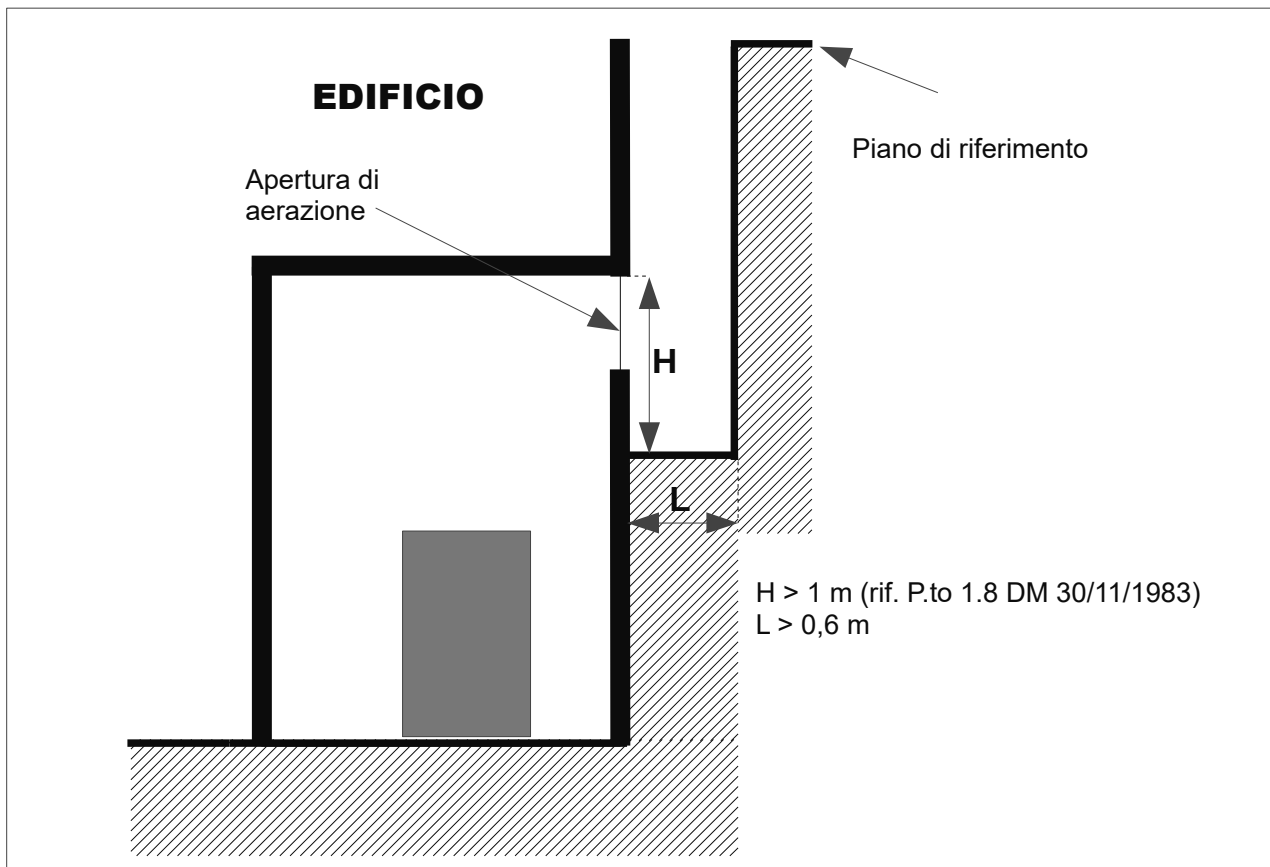 EDIFICIO
Piano di riferimento
Apertura di
aerazione
H
L
H > 1 m (rif. P.to 1.8 DM 30/11/1983)
L > 0,6 m